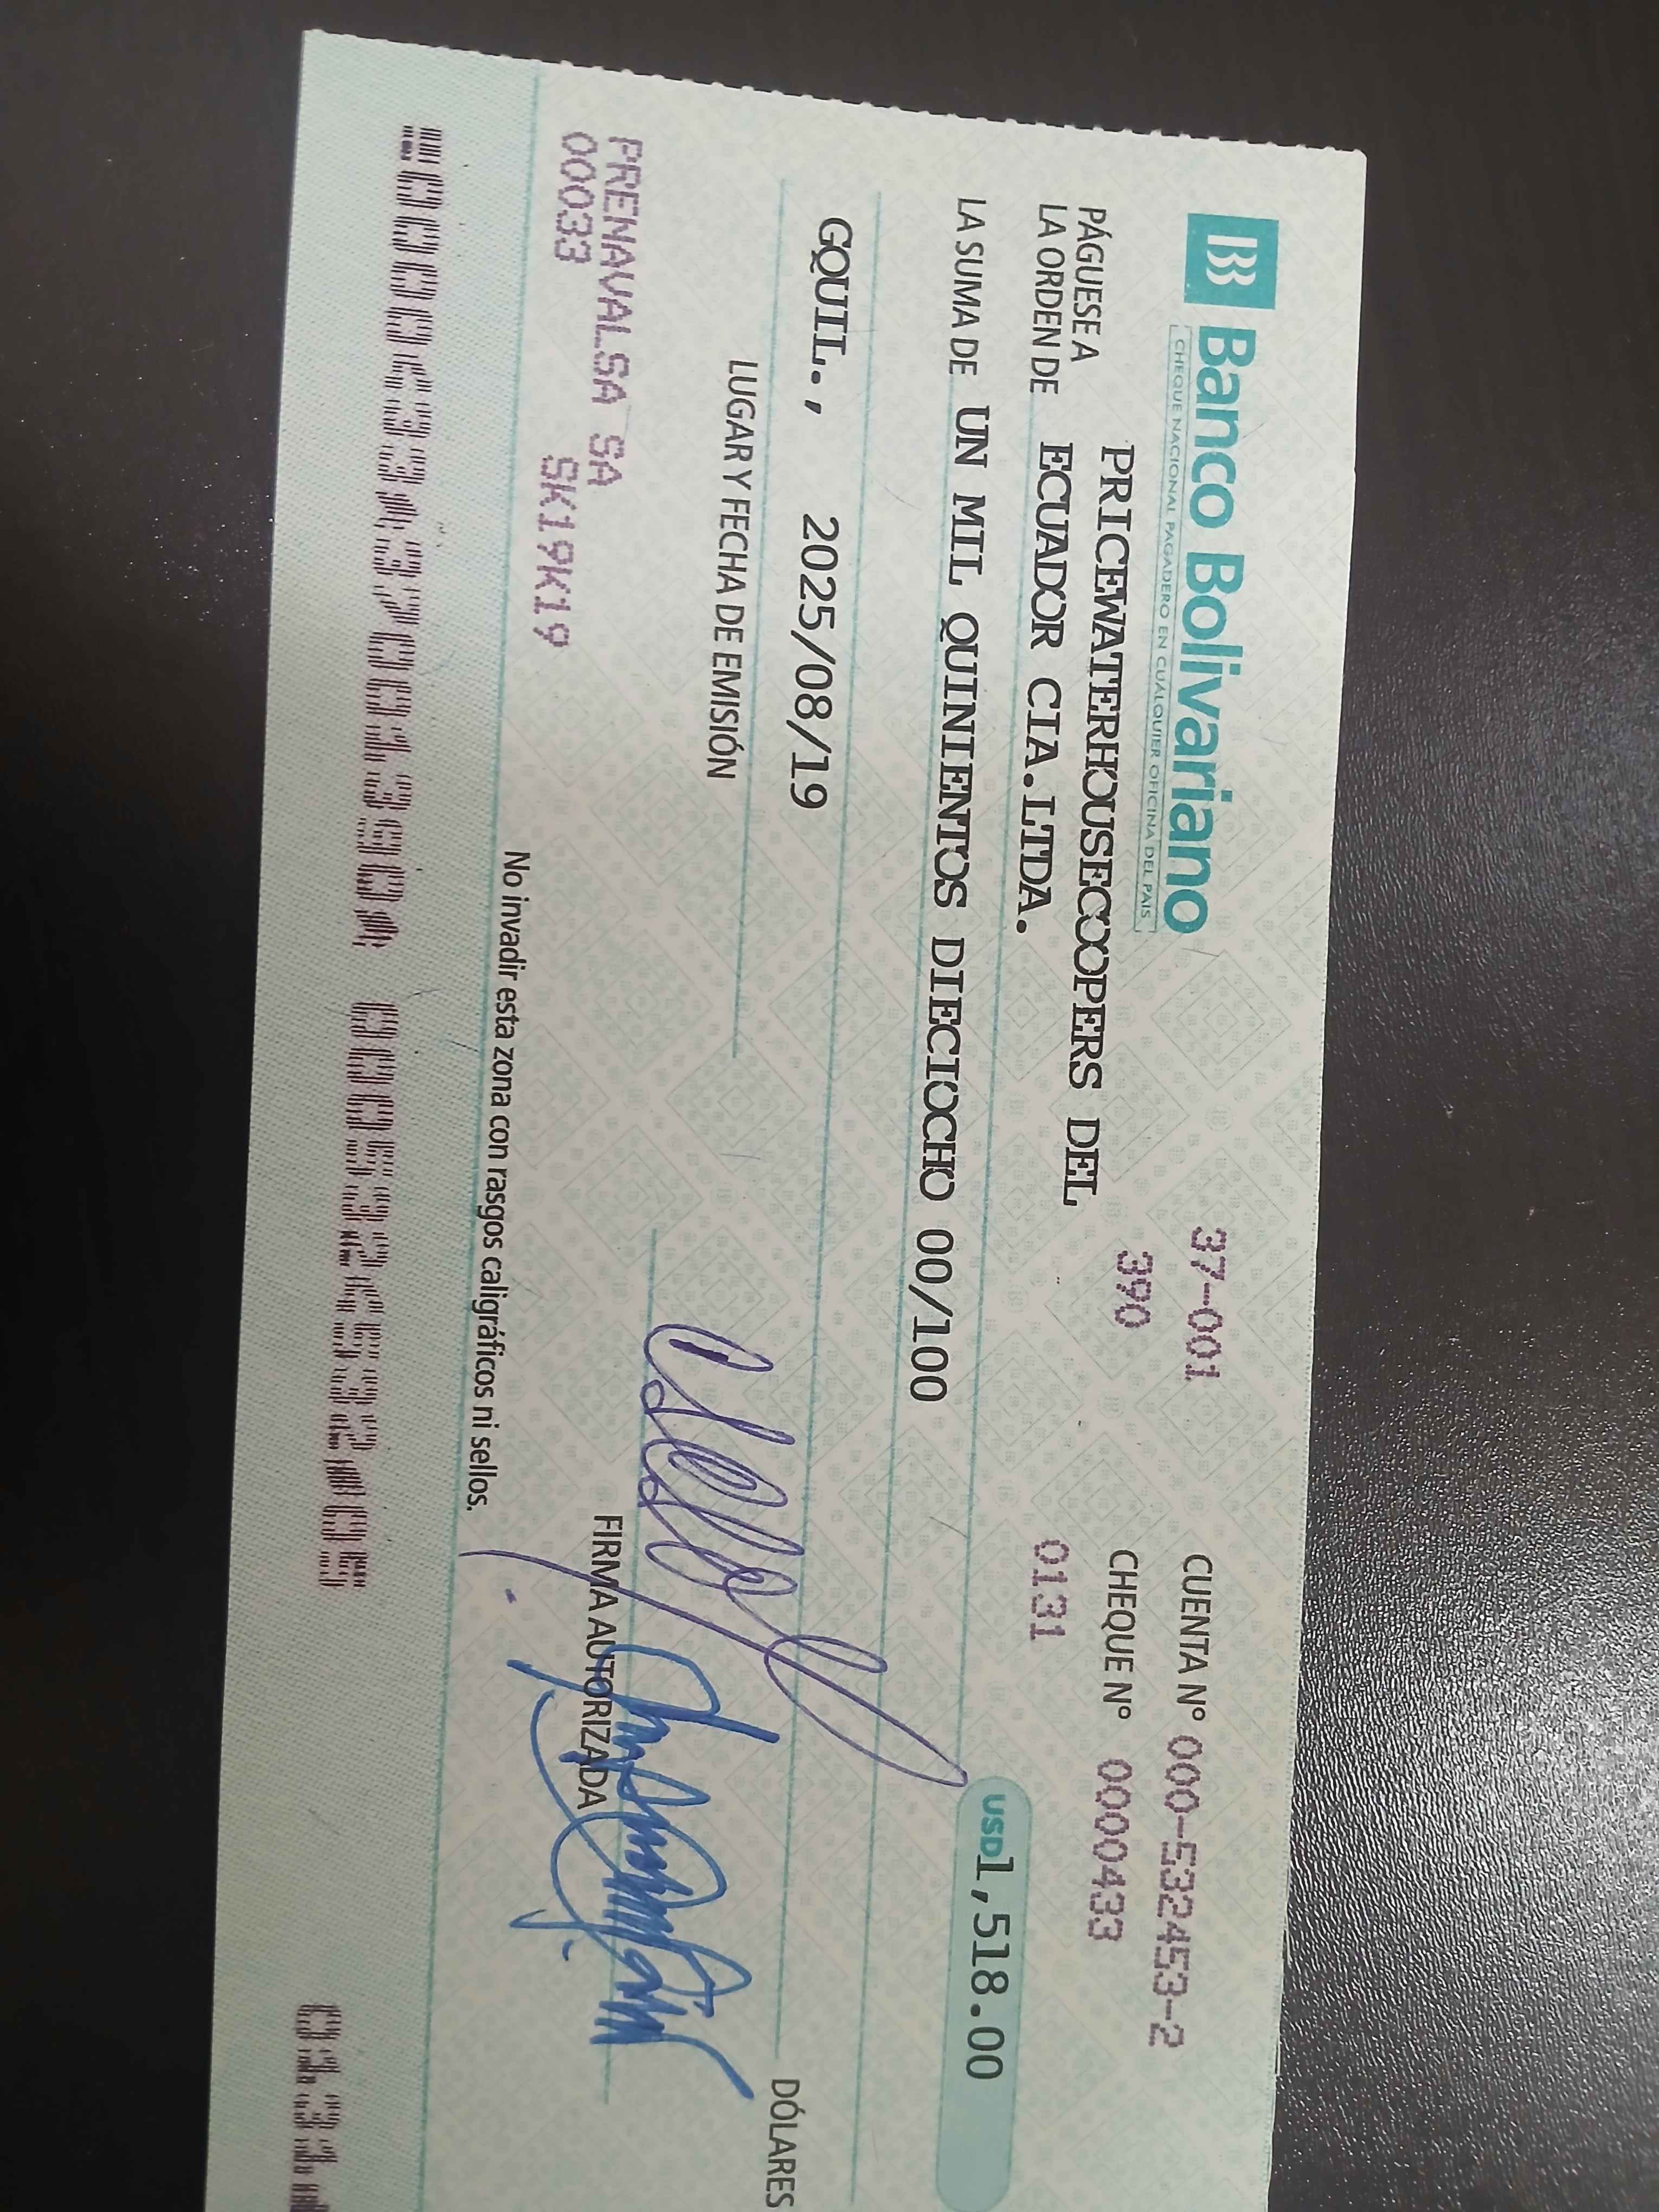 Banco Bolivariano
CHEQUE NACIONAL PAGADERO EN CUALQUIER OFICINA DEL PAIS
37-001
CUENTA Nº 000-532453-2
390
CHEQUE Nº 0000433
0131
PÁGUESE A
LA ORDEN DE
PRICEWATERHOUSECOOPERS DEL
ECUADOR CIA.LTDA.
USD 1,518.00
LA SUMA DE UN MIL QUINIENTOS DIECIOCHO 00/100
DÓLARES
GQUIL., 2025/08/19
LUGAR Y FECHA DE EMISIÓN
FIRMA AUTORIZADA
PRENAVALSA SA
00033 SK19K19
No invadir esta zona con rasgos caligráficos ni sellos.